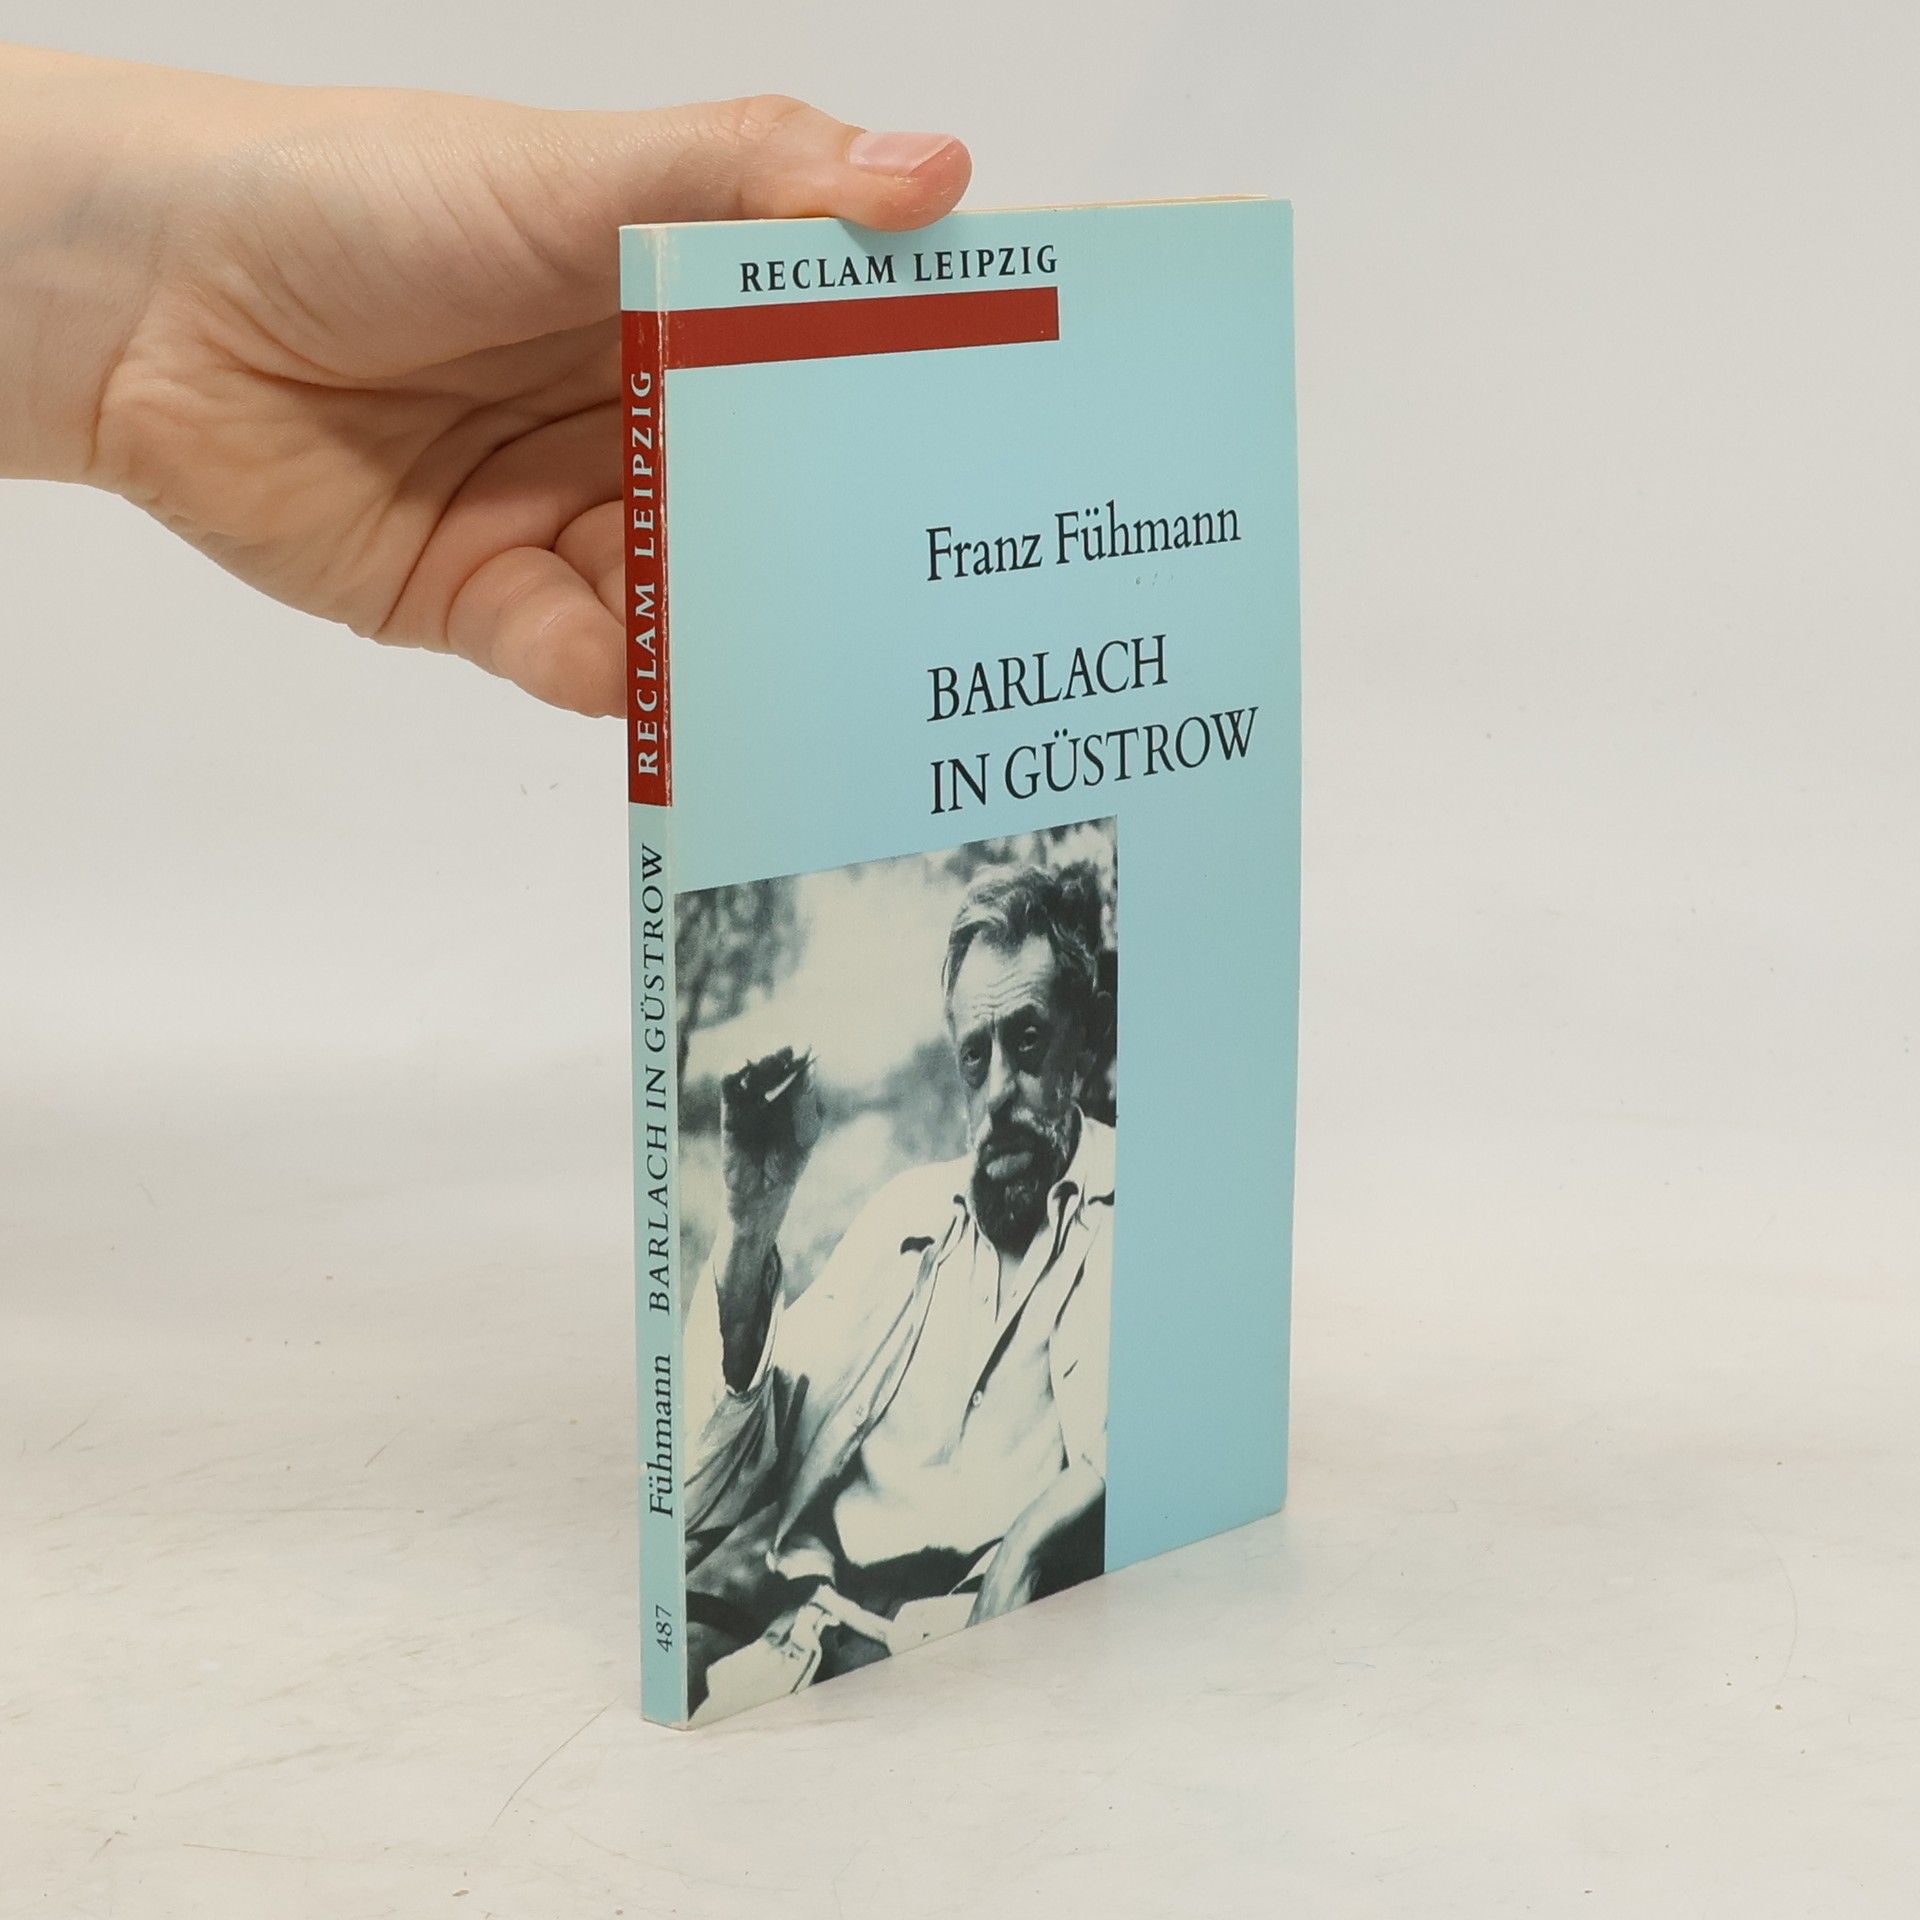 RECLAM LEIPZIG
Franz Fühmann
BARLACH
IN GÜSTROW
RECLAM LEIPZIG
487 Fühmann BARLACH IN GÜSTROW